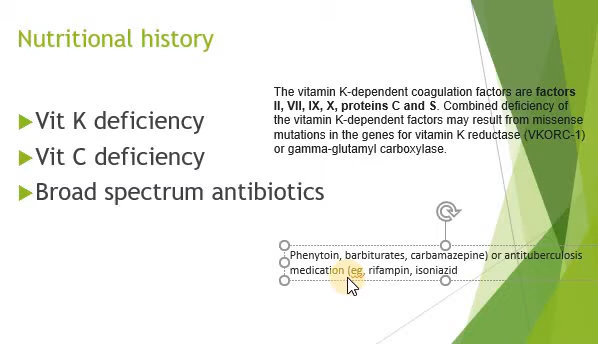 Nutritional history
The vitamin K-dependent coagulation factors are factors
II, VII, IX, X, proteins C and S. Combined deficiency of
the vitamin K-dependent factors may result from missense
mutations in the genes for vitamin K reductase (VKORC-1)
or gamma-glutamyl carboxylase.
Vit K deficiency
Vit C deficiency
Broad spectrum antibiotics
Phenytoin, barbiturates, carbamazepine) or antituberculosis
medication (eg, rifampin, isoniazid